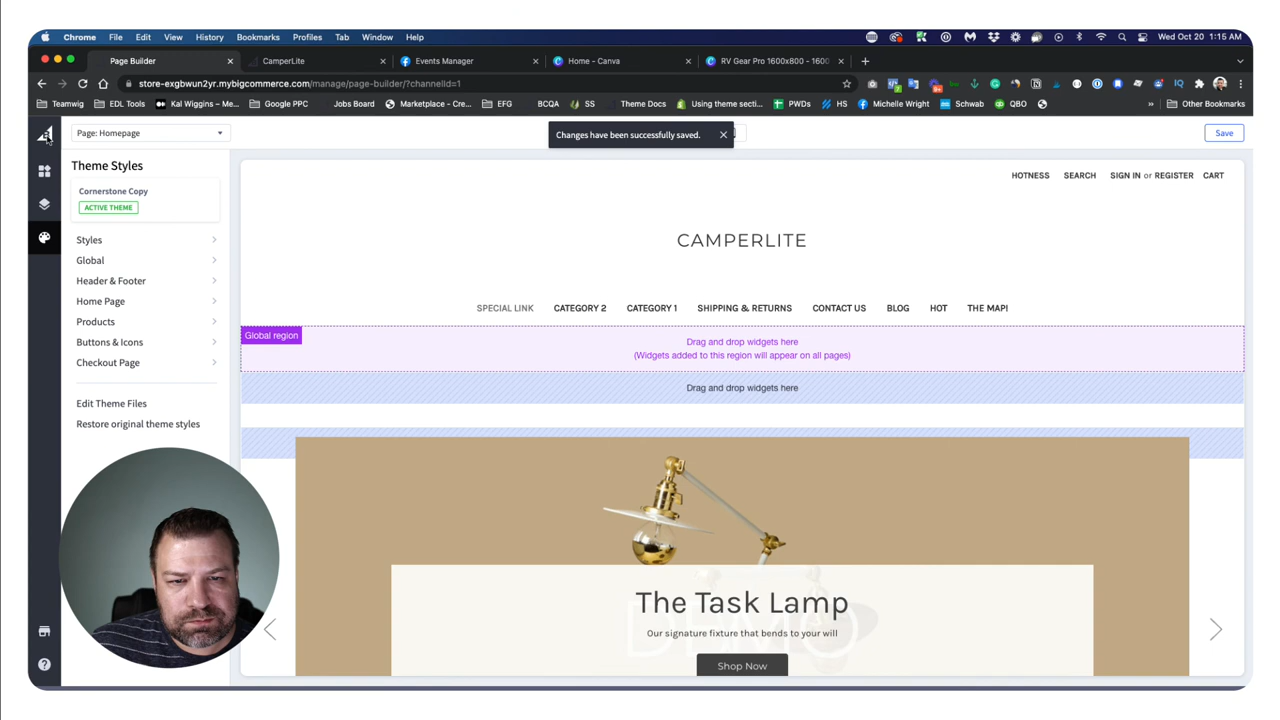 Chrome File Edit View History Bookmarks Profiles Tab Window Help Wed Oct 20 1:15 AM
Page Builder CamperLite Events Manager Home - Canva RV Gear Pro 1600x800 - 1600
store-exgbwun2yr.mybigcommerce.com/manage/page-builder/?channelId=1
Teamwig EDL Tools Kal Wiggins – Me... Google PPC Jobs Board Marketplace - Cre... EFG BCQA SS Theme Docs Using theme secti... PWDs HS Michelle Wright Schwab QBO » Other Bookmarks
Page: Homepage
Changes have been successfully saved.
Save
Theme Styles
Cornerstone Copy
ACTIVE THEME
Styles
Global
Header & Footer
Home Page
Products
Buttons & Icons
Checkout Page
Edit Theme Files
Restore original theme styles
HOTNESS SEARCH SIGN IN or REGISTER CART
CAMPERLITE
SPECIAL LINK CATEGORY 2 CATEGORY 1 SHIPPING & RETURNS CONTACT US BLOG HOT THE MAP!
Global region
Drag and drop widgets here
(Widgets added to this region will appear on all pages)
Drag and drop widgets here
The Task Lamp
Our signature fixture that bends to your will
DEMO
Shop Now